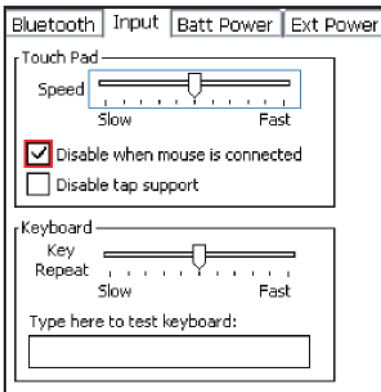 Bluetooth Input Batt Power Ext Power
Touch Pad
Speed
Slow Fast
Disable when mouse is connected
Disable tap support
Keyboard
Key
Repeat
Slow Fast
Type here to test keyboard: